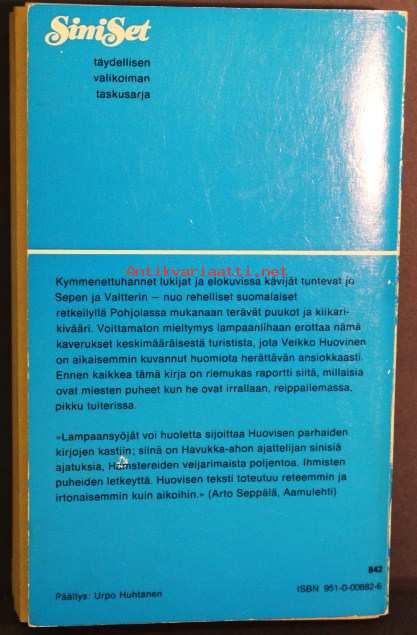 SiniSet
täydellisen
valikoiman
taskusarja
Antikvariaatti.net
Kymmenettuhannet lukijat ja elokuvissa kävijät tuntevat jo
Sepen ja Valtterin — nuo rehelliset suomalaiset
retkeilyllä Pohjolassa mukanaan terävät puukot ja kiikari-
kivääri. Voittamaton mieltymys lampaanlihaan erottaa nämä
kaverukset keskimääräisestä turistista, jota Veikko Huovinen
on aikaisemmin kuvannut huomiota herättävän ansiokkaasti.
Ennen kaikkea tämä kirja on riemukas raportti siitä, millaisia
ovat miesten puheet kun he ovat irrallaan, reippailemassa,
pikku tuiterissa.
»Lampaansyöjät voi huoletta sijoittaa Huovisen parhaiden
kirjojen kastiin; siinä on Havukka-ahon ajattelijan sinisiä
ajatuksia, Hamstereiden veijarimaista poljentoa. Ihmisten
puheiden letkeyttä. Huovisen teksti toteutuu reteemmin ja
irtonaisemmin kuin aikoihin.» (Arto Seppälä, Aamulehti)
842
Päällys: Urpo Huhtanen
ISBN 951-0-00682-6